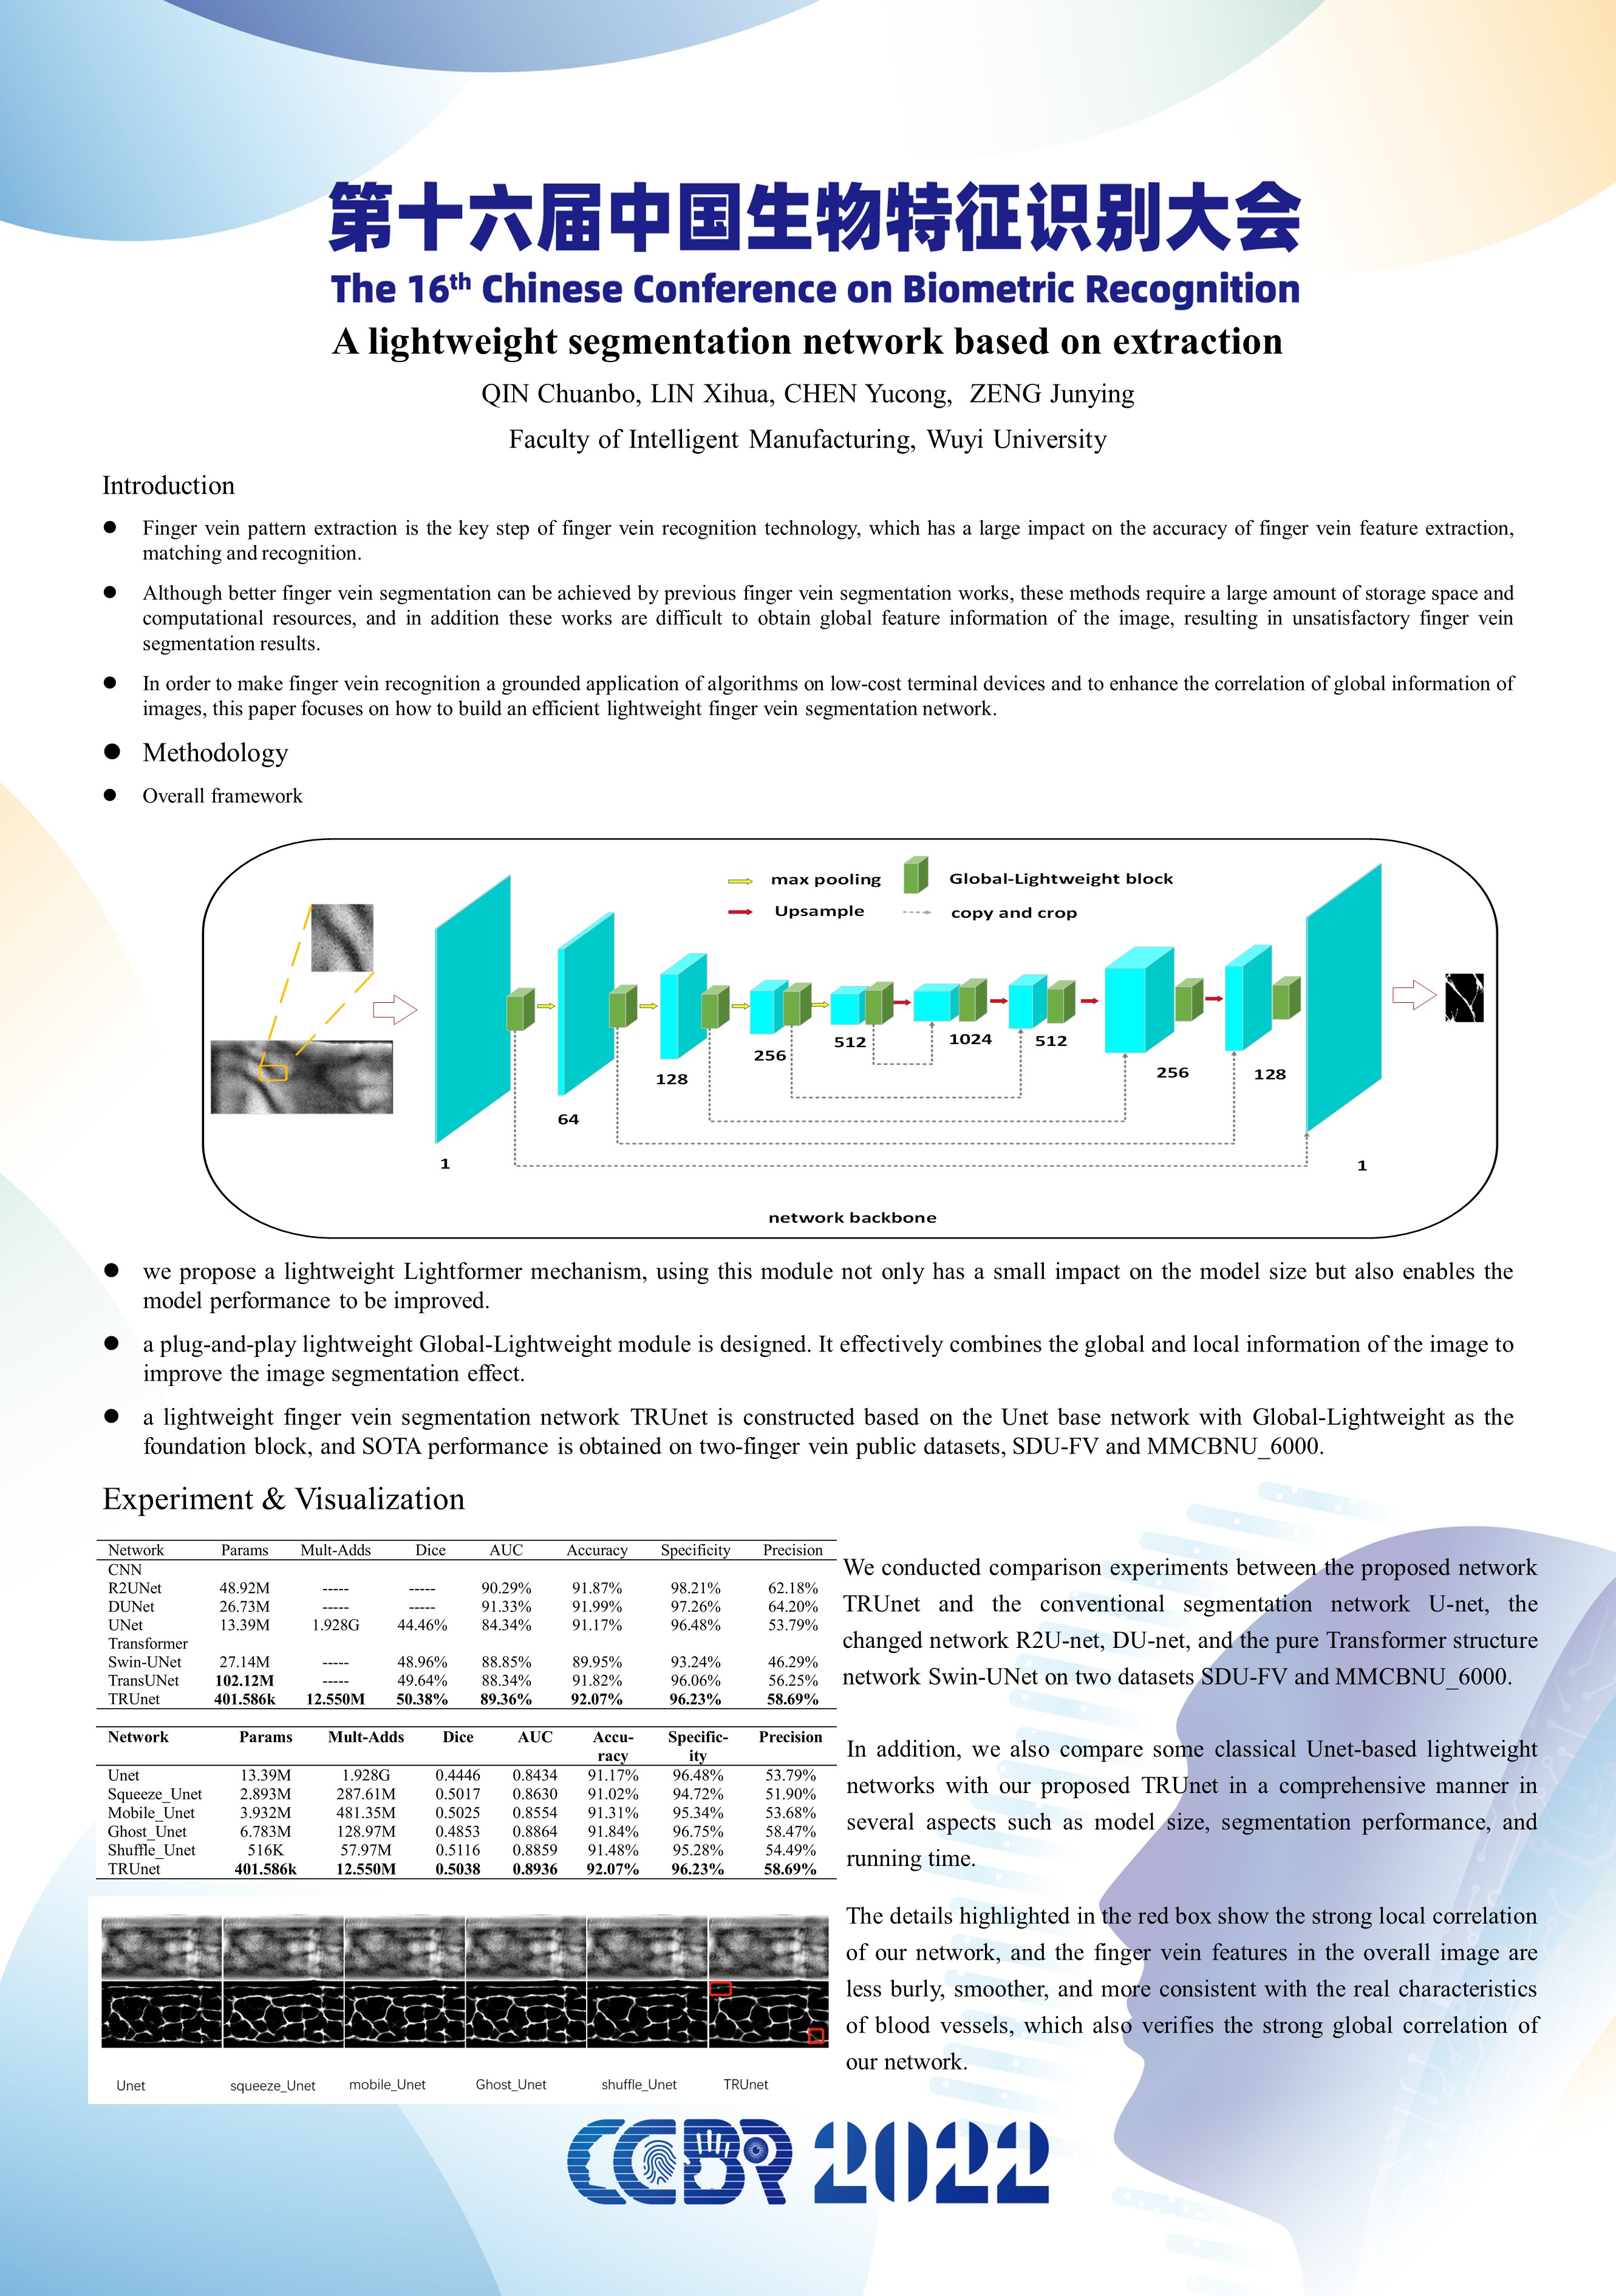 第十六届中国生物特征识别大会
The 16th Chinese Conference on Biometric Recognition
A lightweight segmentation network based on extraction
QIN Chuanbo, LIN Xihua, CHEN Yucong, ZENG Junying
Faculty of Intelligent Manufacturing, Wuyi University
Introduction
● Finger vein pattern extraction is the key step of finger vein recognition technology, which has a large impact on the accuracy of finger vein feature extraction,
matching and recognition.
● Although better finger vein segmentation can be achieved by previous finger vein segmentation works, these methods require a large amount of storage space and
computational resources, and in addition these works are difficult to obtain global feature information of the image, resulting in unsatisfactory finger vein
segmentation results.
● In order to make finger vein recognition a grounded application of algorithms on low-cost terminal devices and to enhance the correlation of global information of
images, this paper focuses on how to build an efficient lightweight finger vein segmentation network.
● Methodology
● Overall framework
max pooling Global-Lightweight block
Upsample copy and crop
1 64 128 256 512 1024 512 256 128 1
network backbone
● we propose a lightweight Lightformer mechanism, using this module not only has a small impact on the model size but also enables the
model performance to be improved.
● a plug-and-play lightweight Global-Lightweight module is designed. It effectively combines the global and local information of the image to
improve the image segmentation effect.
● a lightweight finger vein segmentation network TRUnet is constructed based on the Unet base network with Global-Lightweight as the
foundation block, and SOTA performance is obtained on two-finger vein public datasets, SDU-FV and MMCBNU_6000.
Experiment & Visualization
Network Params Mult-Adds Dice AUC Accuracy Specificity Precision
CNN
R2UNet 48.92M ----- ----- 90.29% 91.87% 98.21% 62.18%
DUNet 26.73M ----- ----- 91.33% 91.99% 97.26% 64.20%
UNet 13.39M 1.928G 44.46% 84.34% 91.17% 96.48% 53.79%
Transformer
Swin-UNet 27.14M ----- 48.96% 88.85% 89.95% 93.24% 46.29%
TransUNet 102.12M ----- 49.64% 88.34% 91.82% 96.06% 56.25%
TRUnet 401.586k 12.550M 50.38% 89.36% 92.07% 96.23% 58.69%
Network Params Mult-Adds Dice AUC Accu- Specific- Precision
racy ity
Unet 13.39M 1.928G 0.4446 0.8434 91.17% 96.48% 53.79%
Squeeze_Unet 2.893M 287.61M 0.5017 0.8630 91.02% 94.72% 51.90%
Mobile_Unet 3.932M 481.35M 0.5025 0.8554 91.31% 95.34% 53.68%
Ghost_Unet 6.783M 128.97M 0.4853 0.8864 91.84% 96.75% 58.47%
Shuffle_Unet 516K 57.97M 0.5116 0.8859 91.48% 95.28% 54.49%
TRUnet 401.586k 12.550M 0.5038 0.8936 92.07% 96.23% 58.69%
Unet squeeze_Unet mobile_Unet Ghost_Unet shuffle_Unet TRUnet
We conducted comparison experiments between the proposed network
TRUnet and the conventional segmentation network U-net, the
changed network R2U-net, DU-net, and the pure Transformer structure
network Swin-UNet on two datasets SDU-FV and MMCBNU_6000.
In addition, we also compare some classical Unet-based lightweight
networks with our proposed TRUnet in a comprehensive manner in
several aspects such as model size, segmentation performance, and
running time.
The details highlighted in the red box show the strong local correlation
of our network, and the finger vein features in the overall image are
less burly, smoother, and more consistent with the real characteristics
of blood vessels, which also verifies the strong global correlation of
our network.
CCBR 2022